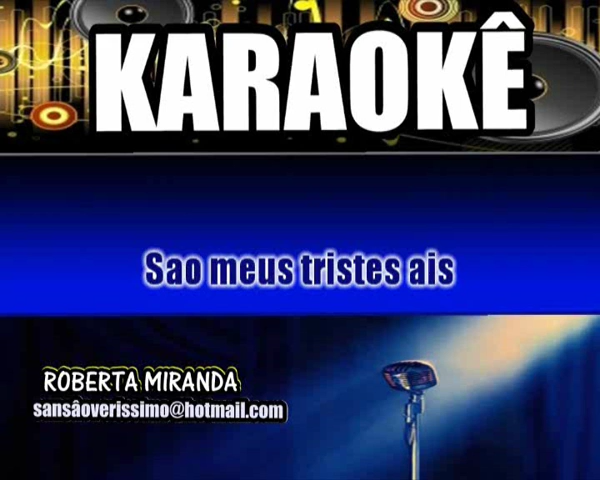 KARAOKÊ
Sao meus tristes ais
ROBERTA MIRANDA
sansâoverissimo@hotmail.com